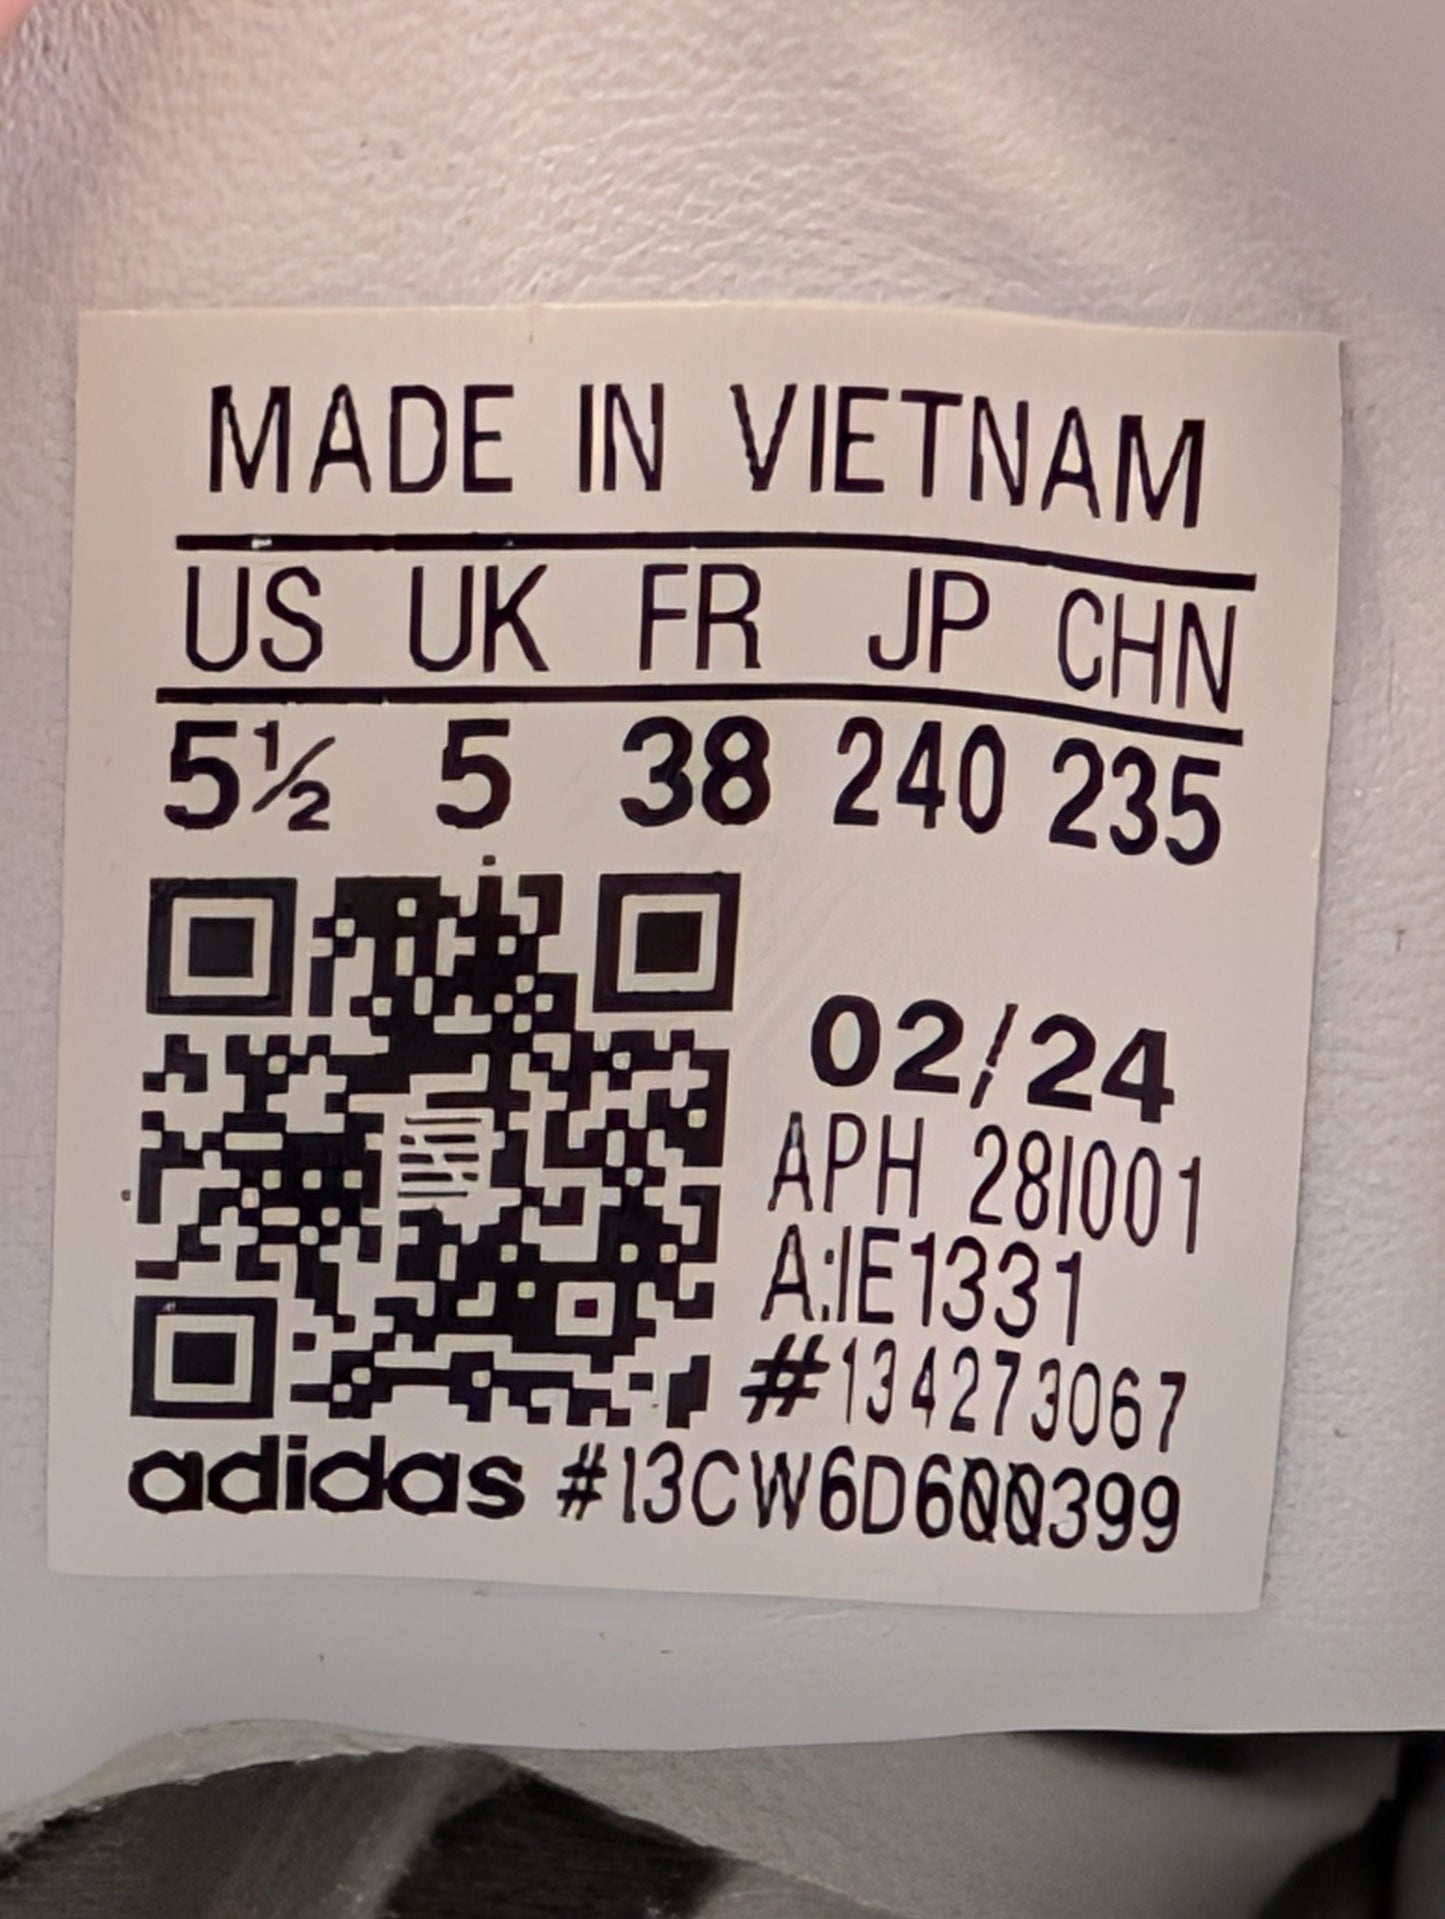 MADE IN VIETNAM
US UK FR JP CHN
5½ 5 38 240 235
02/24
APH 28I001
A:IE1331
#134273067
adidas #13CW6D600399